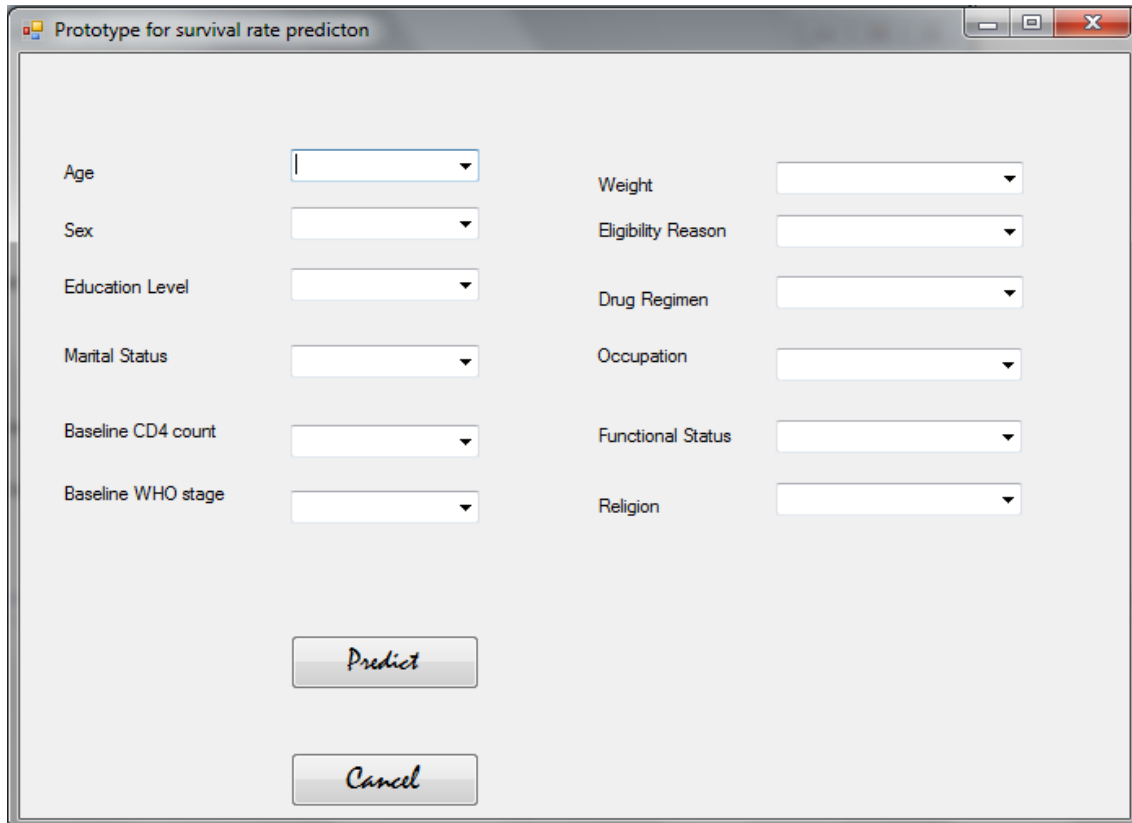 Prototype for survival rate predicton
Age
Sex
Education Level
Marital Status
Baseline CD4 count
Baseline WHO stage
Weight
Eligibility Reason
Drug Regimen
Occupation
Functional Status
Religion
Predict
Cancel